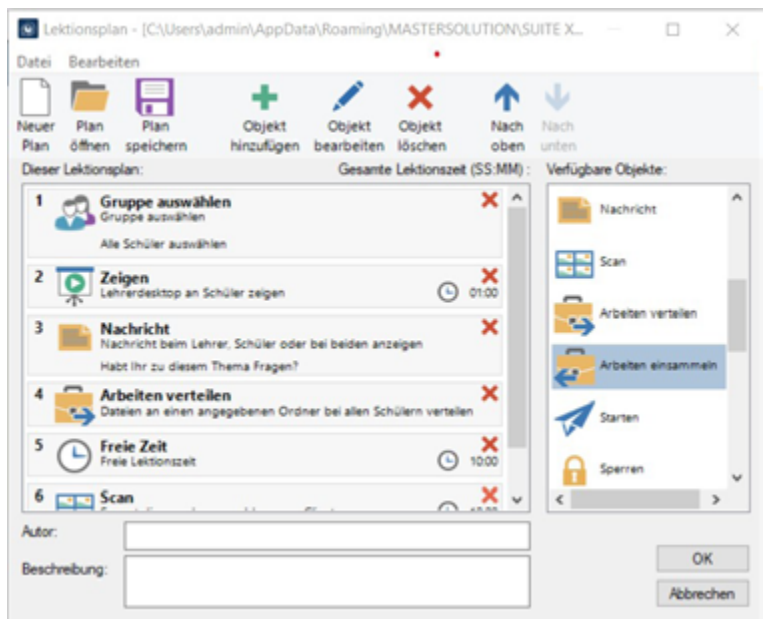 Lektionsplan - [C:\Users\admin\AppData\Roaming\MASTERSOLUTION\SUITE X...
Datei Bearbeiten
Neuer Plan
Plan öffnen
Plan speichern
Objekt hinzufügen
Objekt bearbeiten
Objekt löschen
Nach oben
Nach unten
Dieser Lektionsplan: Gesamte Lektionszeit (SS:MM) :
1 Gruppe auswählen
Gruppe auswählen
Alle Schüler auswählen
2 Zeigen
Lehrerdesktop an Schüler zeigen 01:00
3 Nachricht
Nachricht beim Lehrer, Schüler oder bei beiden anzeigen
Habt Ihr zu diesem Thema Fragen?
4 Arbeiten verteilen
Dateien an einen angegebenen Ordner bei allen Schülern verteilen
5 Freie Zeit
Freie Lektionszeit 10:00
6 Scan
Verfügbare Objekte:
Nachricht
Scan
Arbeiten verteilen
Arbeiten einsammeln
Starten
Sperren
Autor:
Beschreibung:
OK
Abbrechen